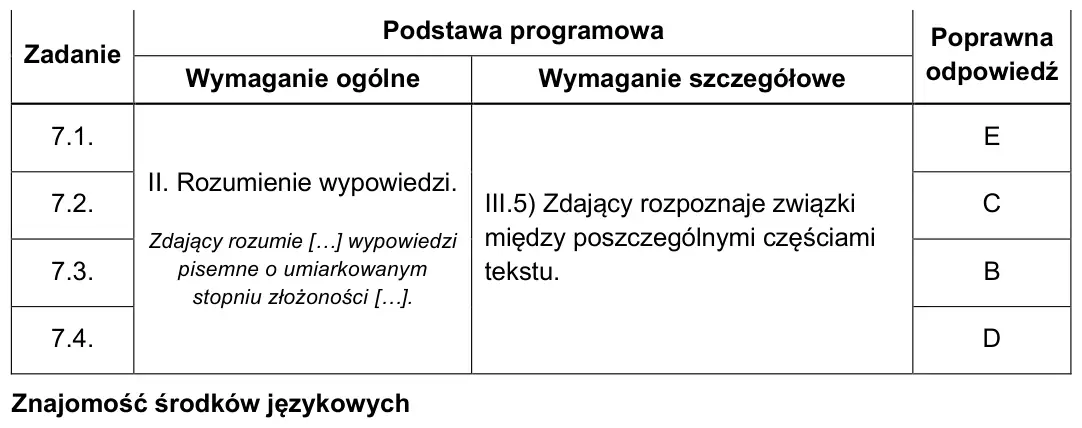 Zadanie
Podstawa programowa
Poprawna
odpowiedź
Wymaganie ogólne
Wymaganie szczegółowe
7.1.
II. Rozumienie wypowiedzi.
Zdający rozumie […] wypowiedzi
pisemne o umiarkowanym
stopniu złożoności […].
III.5) Zdający rozpoznaje związki
między poszczególnymi częściami
tekstu.
E
7.2.
C
7.3.
B
7.4.
D
Znajomość środków językowych